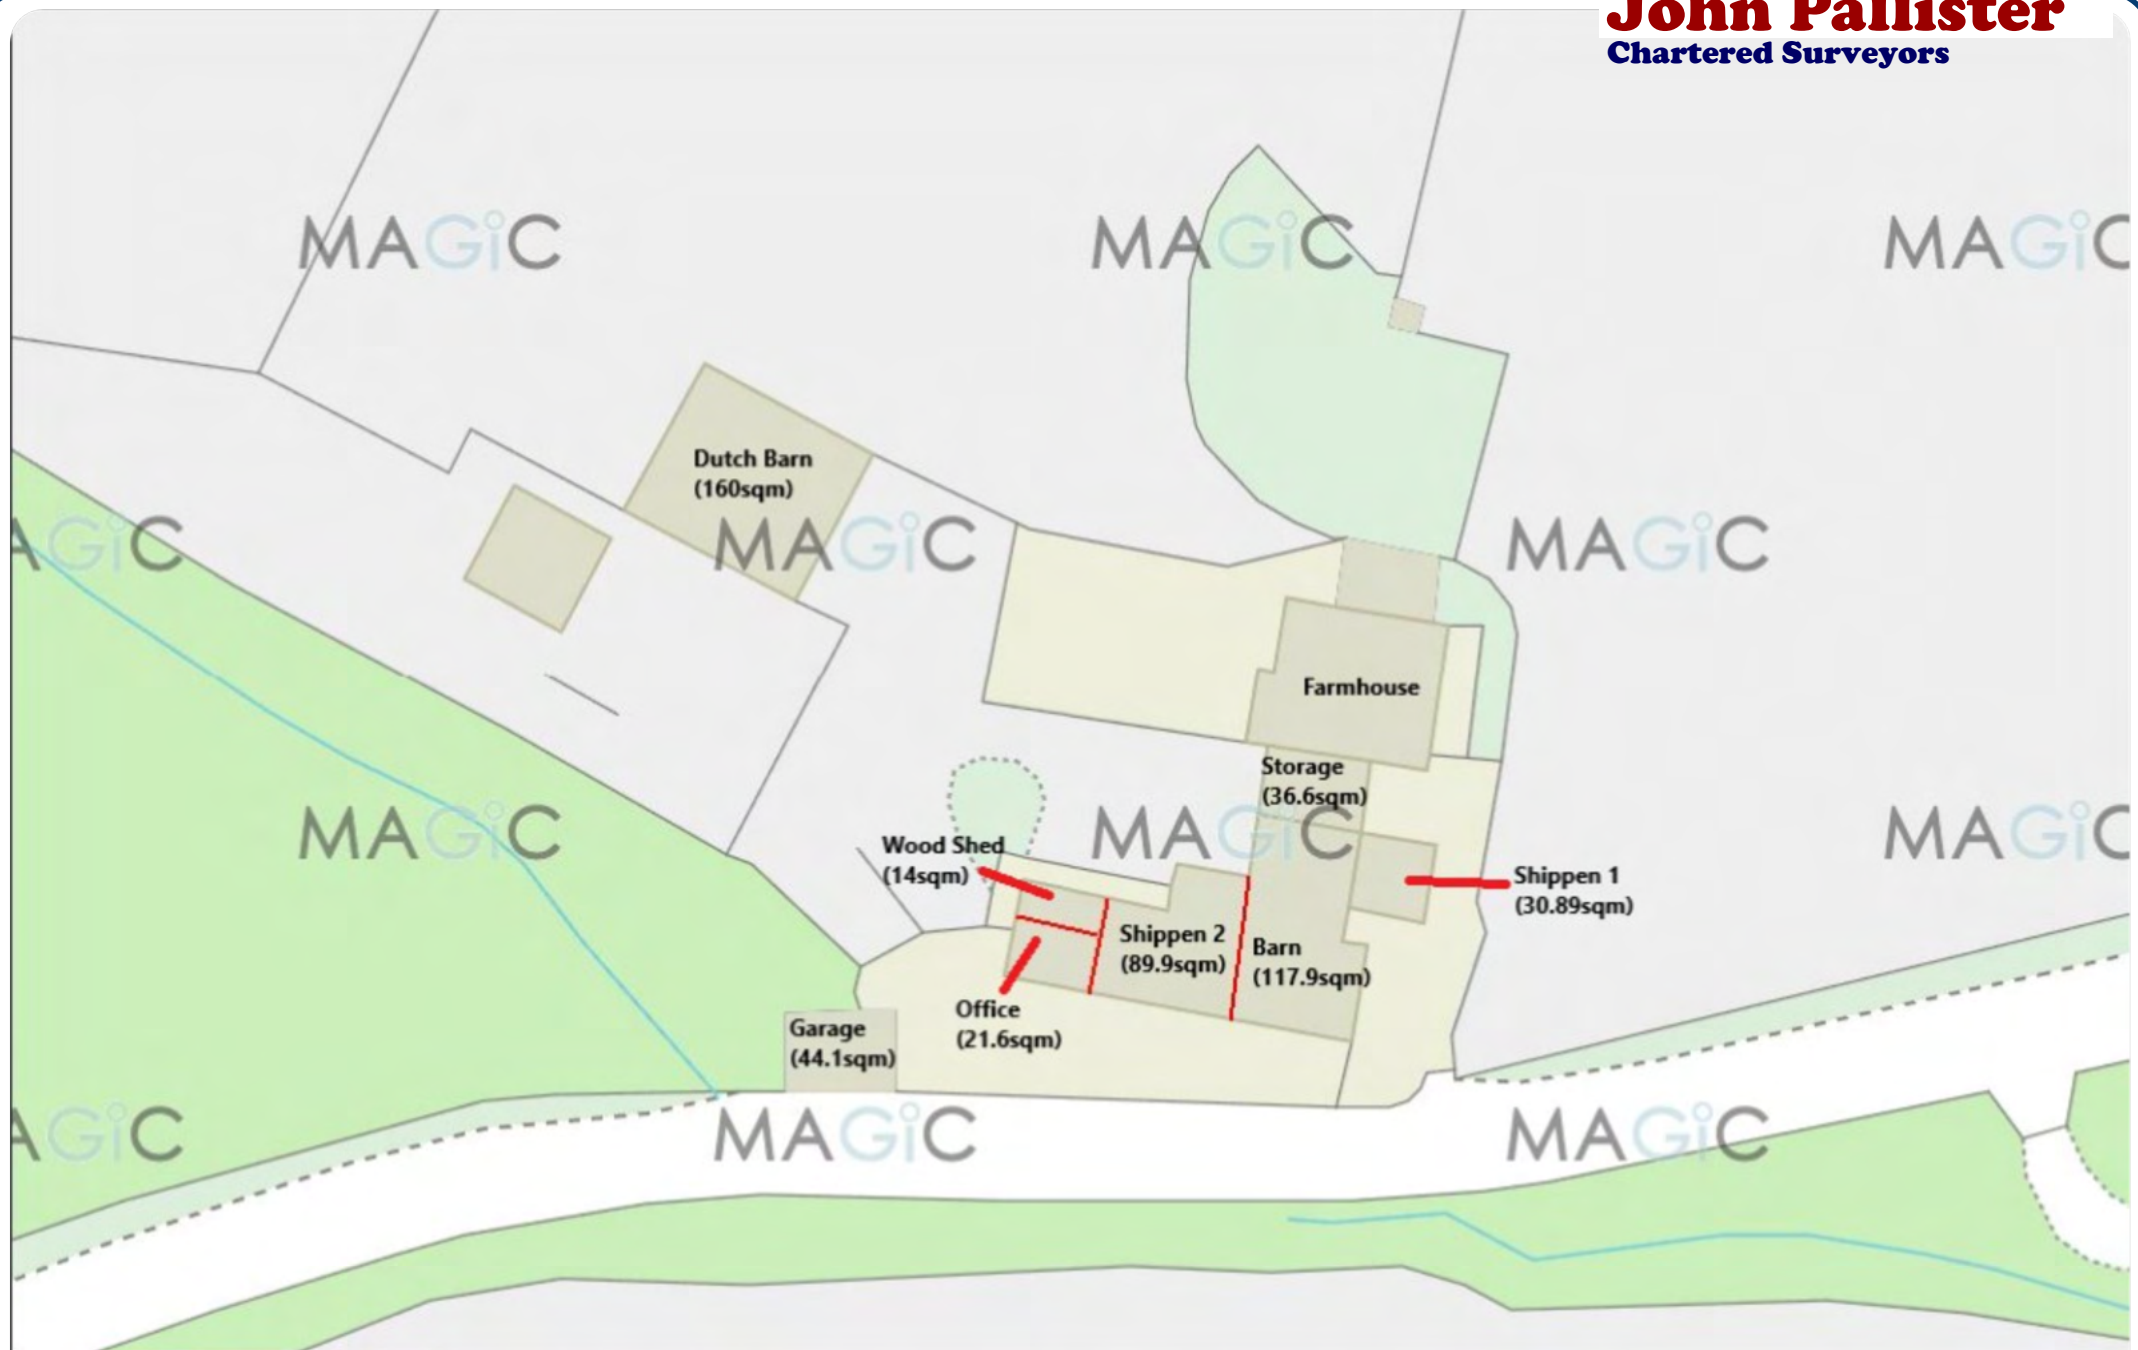 John Pallister
Chartered Surveyors
MAGiC
MAGiC
MAGiC
Dutch Barn
(160sqm)
AGiC
MAGiC
MAGiC
Farmhouse
Storage
(36.6sqm)
MAGiC
MAGiC
MAGiC
Wood Shed
(14sqm)
Shippen 1
(30.89sqm)
Shippen 2
(89.9sqm)
Barn
(117.9sqm)
Office
(21.6sqm)
Garage
(44.1sqm)
AGiC
MAGiC
MAGiC